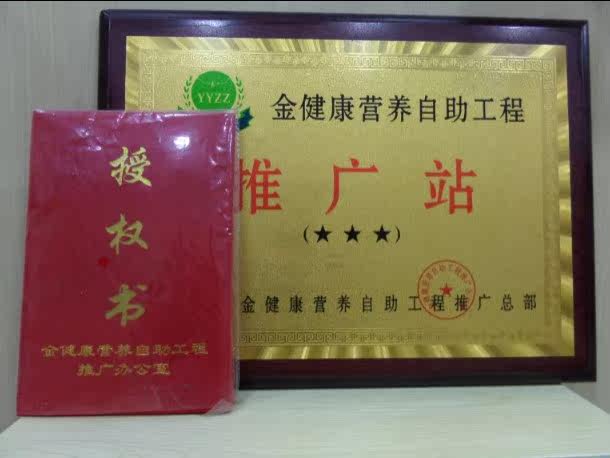 YYZZ
金健康营养自助工程
推广站
(★★★)
金健康营养自助工程推广总部
授
权
书
金健康营养自助工程
推广办公室